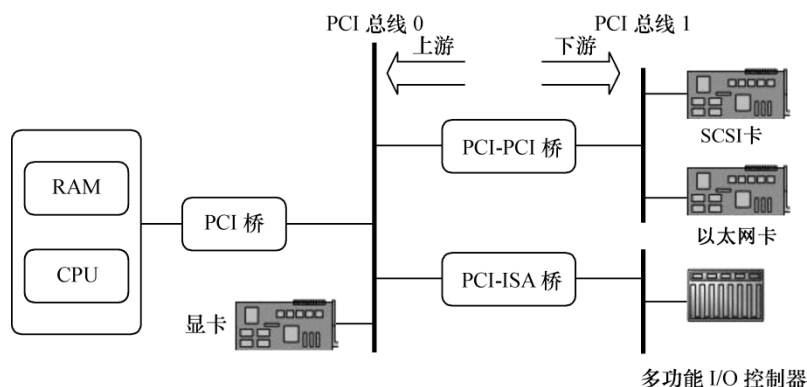 PCI 总线 0
PCI 总线 1
上游
下游
SCSI卡
PCI-PCI 桥
RAM
PCI 桥
以太网卡
CPU
PCI-ISA 桥
显卡
多功能 I/O 控制器